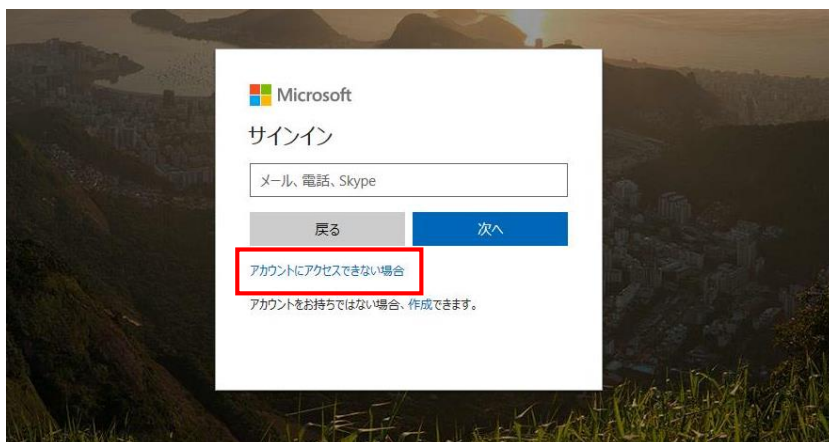 Microsoft
サインイン
メール、電話、Skype
戻る
次へ
アカウントにアクセスできない場合
アカウントをお持ちではない場合、作成できます。